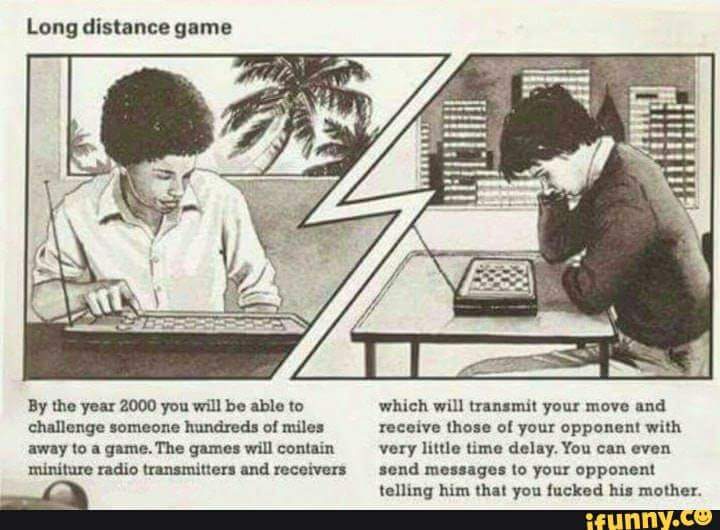 Long distance game
By the year 2000 you will be able to
challenge someone hundreds of miles
away to a game. The games will contain
miniture radio transmitters and receivers
which will transmit your move and
receive those of your opponent with
very little time delay. You can even
send messages to your opponent
telling him that you fucked his mother.
ifunny.co